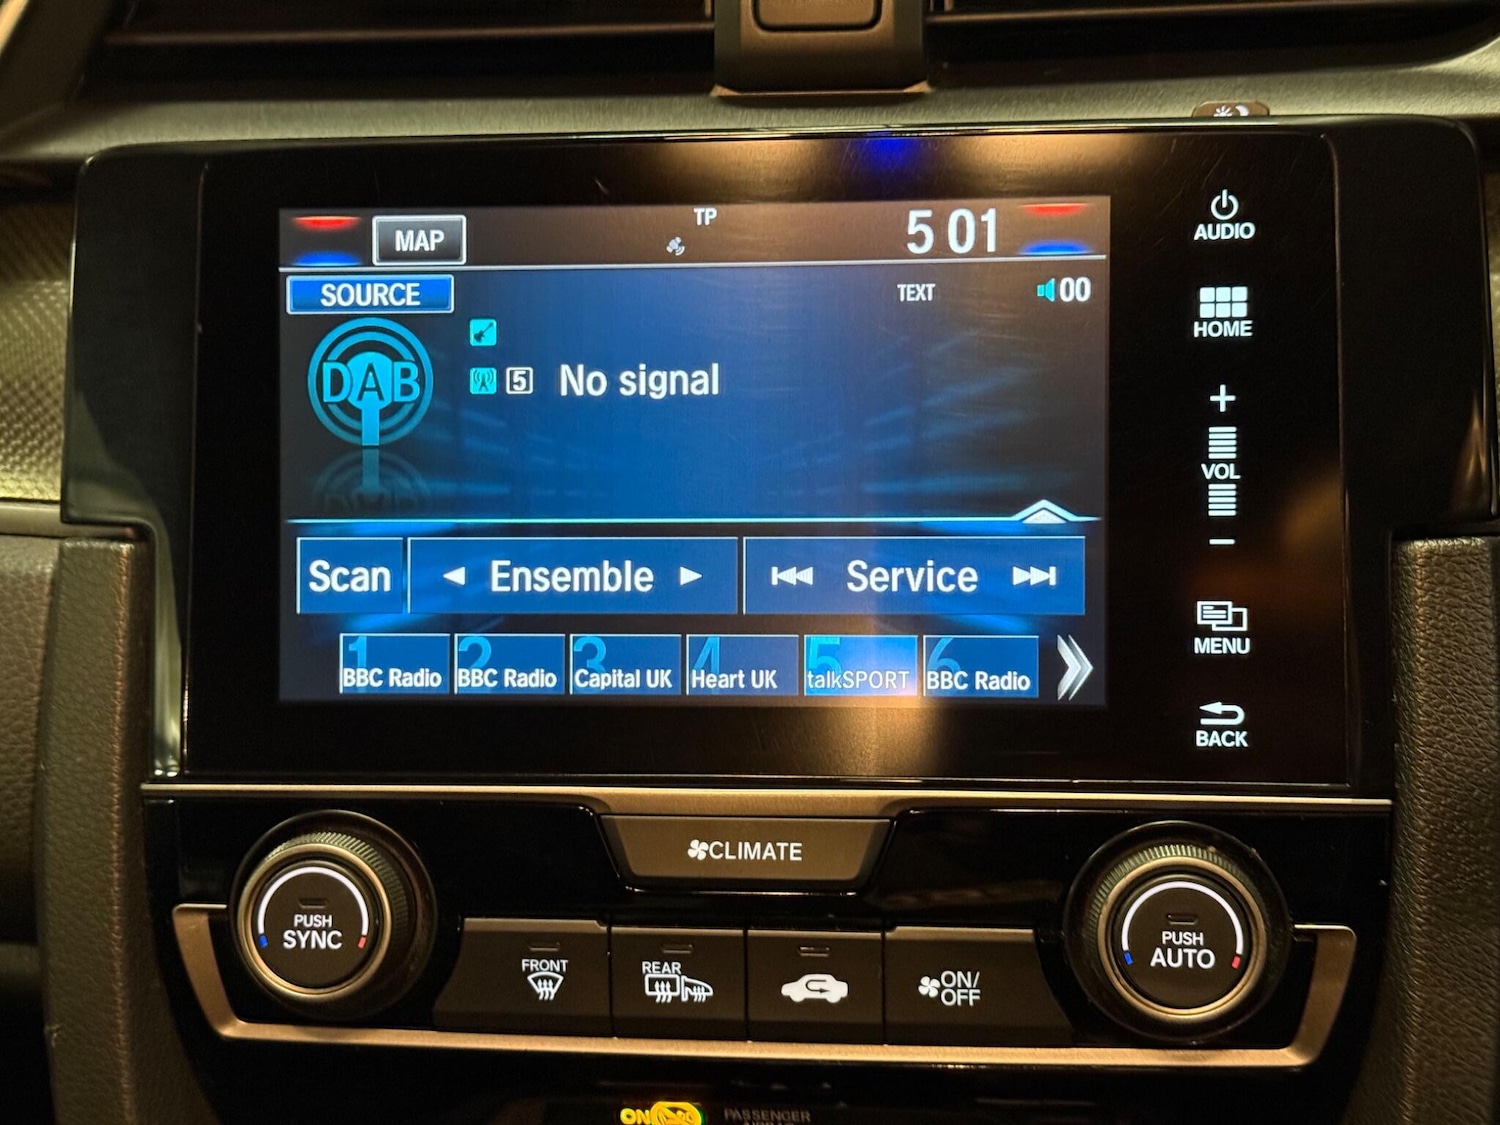 MAP
TP
5 01
AUDIO
SOURCE
TEXT
00
HOME
DAB
5 No signal
VOL
Scan
Ensemble
Service
MENU
1 BBC Radio
2 BBC Radio
3 Capital UK
4 Heart UK
5 talkSPORT
6 BBC Radio
BACK
CLIMATE
PUSH
SYNC
FRONT
REAR
ON/
OFF
PUSH
AUTO
ON
PASSENGER